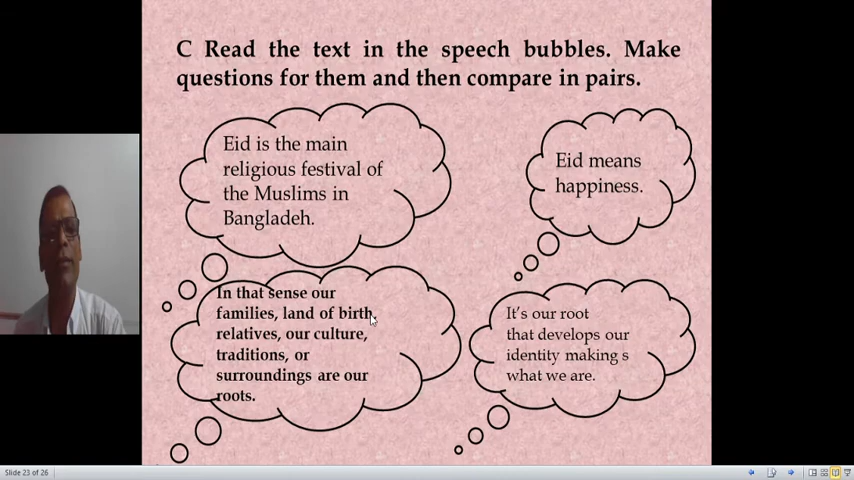 C Read the text in the speech bubbles. Make
questions for them and then compare in pairs.
Eid is the main
religious festival of
the Muslims in
Bangladeh.
Eid means
happiness.
In that sense our
families, land of birth,
relatives, our culture,
traditions, or
surroundings are our
roots.
It's our root
that develops our
identity making s
what we are.
Slide 23 of 26